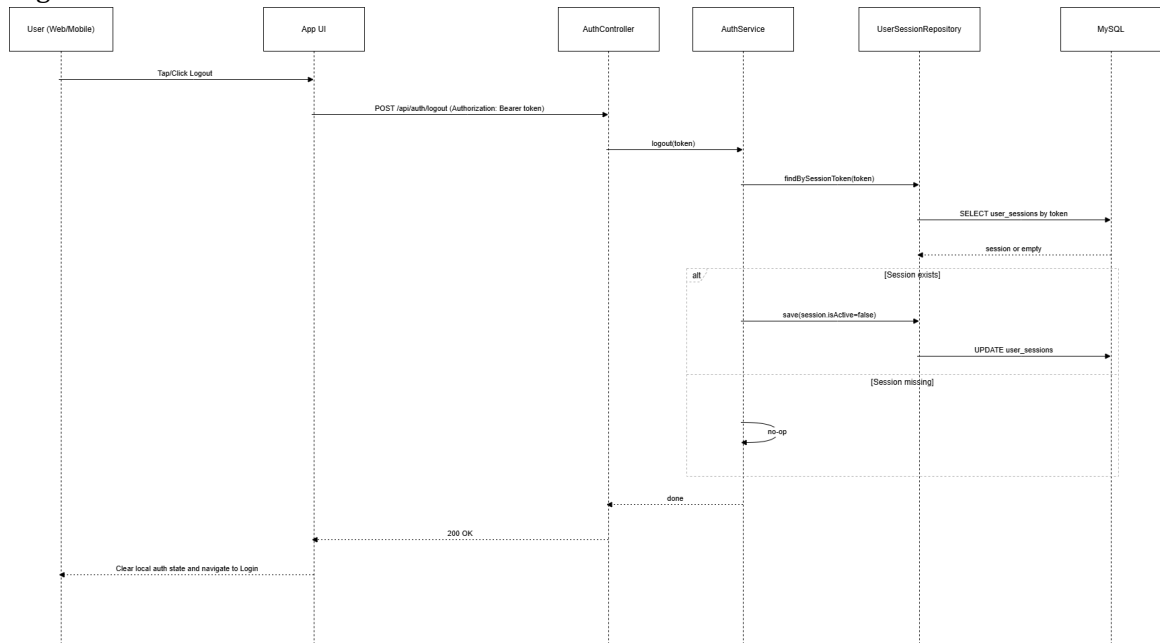 User (Web/Mobile)
App UI
AuthController
AuthService
UserSessionRepository
MySQL
Tap/Click Logout
POST /api/auth/logout (Authorization: Bearer token)
logout(token)
findBySessionToken(token)
SELECT user_sessions by token
session or empty
alt
[Session exists]
save(session.isActive=false)
UPDATE user_sessions
[Session missing]
no-op
done
200 OK
Clear local auth state and navigate to Login